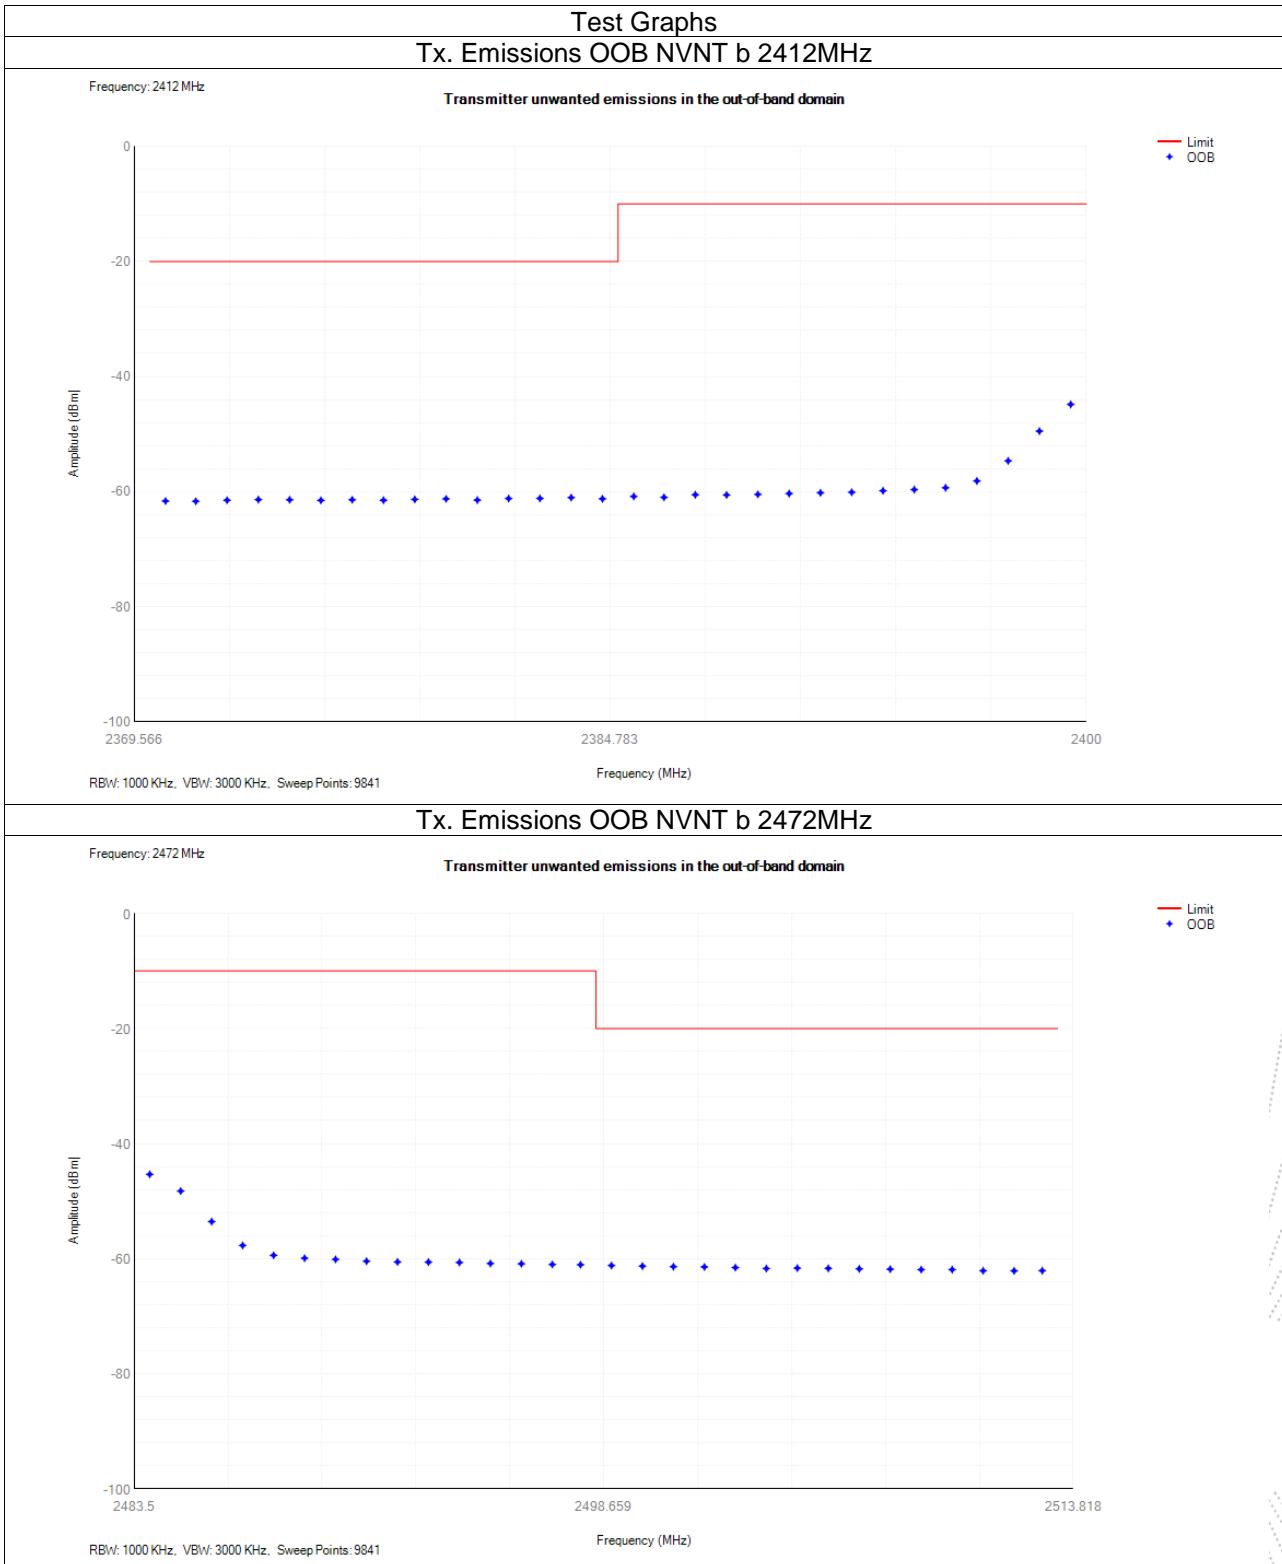 Test Graphs
Tx. Emissions OOB NVNT b 2412MHz
Frequency: 2412 MHz
Transmitter unwanted emissions in the out-of-band domain
Limit
OOB
0
-20
-40
-60
-80
-100
Amplitude [dBm]
2369.566 2384.783 2400
Frequency (MHz)
RBW: 1000 KHz, VBW: 3000 KHz, Sweep Points: 9841
Tx. Emissions OOB NVNT b 2472MHz
Frequency: 2472 MHz
Transmitter unwanted emissions in the out-of-band domain
Limit
OOB
0
-20
-40
-60
-80
-100
Amplitude [dBm]
2483.5 2498.659 2513.818
Frequency (MHz)
RBW: 1000 KHz, VBW: 3000 KHz, Sweep Points: 9841